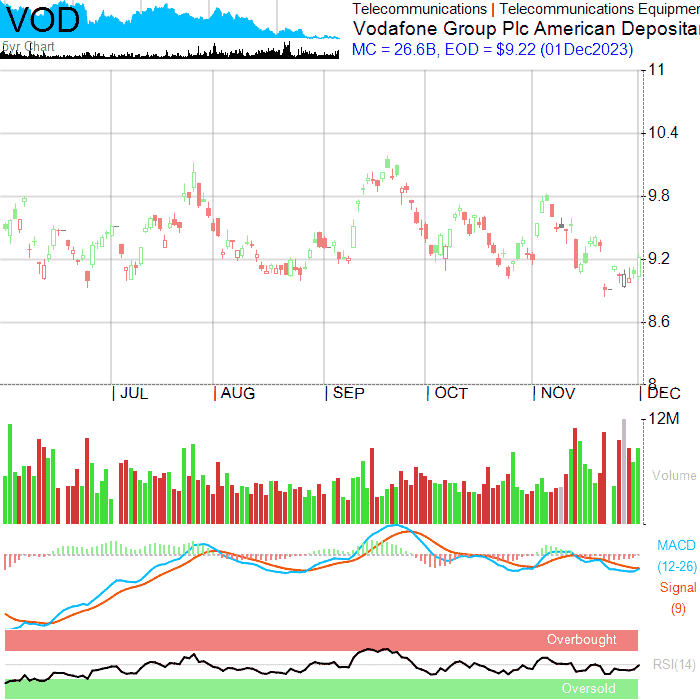 VOD
5yr Chart
Telecommunications | Telecommunications Equipmen
Vodafone Group Plc American Depositar
MC = 26.6B, EOD = $9.22 (01Dec2023)
11
10.4
9.8
9.2
8.6
8
| JUL | AUG | SEP | OCT | NOV | DEC
12M
Volume
MACD
(12-26)
Signal
(9)
Overbought
RSI(14)
Oversold